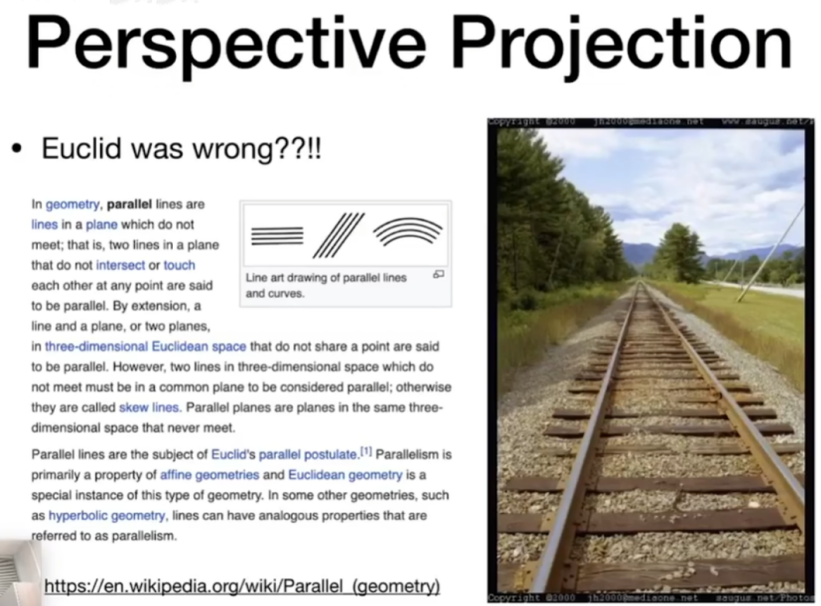 Perspective Projection
• Euclid was wrong??!!
In geometry, parallel lines are
lines in a plane which do not
meet; that is, two lines in a plane
that do not intersect or touch
each other at any point are said
to be parallel. By extension, a
line and a plane, or two planes,
in three-dimensional Euclidean space that do not share a point are said
to be parallel. However, two lines in three-dimensional space which do
not meet must be in a common plane to be considered parallel; otherwise
they are called skew lines. Parallel planes are planes in the same three-
dimensional space that never meet.
Line art drawing of parallel lines
and curves.
Parallel lines are the subject of Euclid's parallel postulate.[1] Parallelism is
primarily a property of affine geometries and Euclidean geometry is a
special instance of this type of geometry. In some other geometries, such
as hyperbolic geometry, lines can have analogous properties that are
referred to as parallelism.
https://en.wikipedia.org/wiki/Parallel_(geometry)
Copyright @2000 jh2000@mediaone.net www.saugus.net/
Copyright @2000 jh2000@mediaone.net saugus.net/Photos